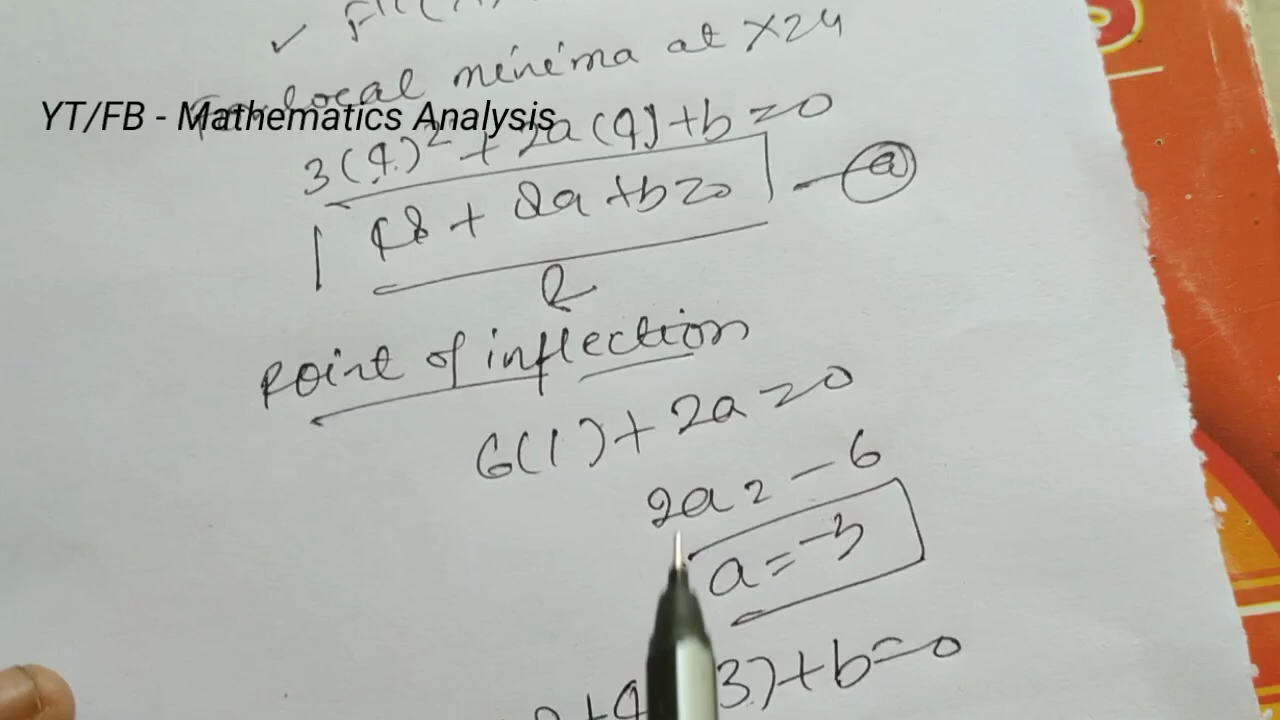 ✓ F''(
For local minima at x=4
YT/FB - Mathematics Analysis
3(4)² + 2a(4)+b=0
48 + 8a+b=0 — (a)
Point of inflection
6(1)+2a=0
2a=-6
a=-3
3)+b=0